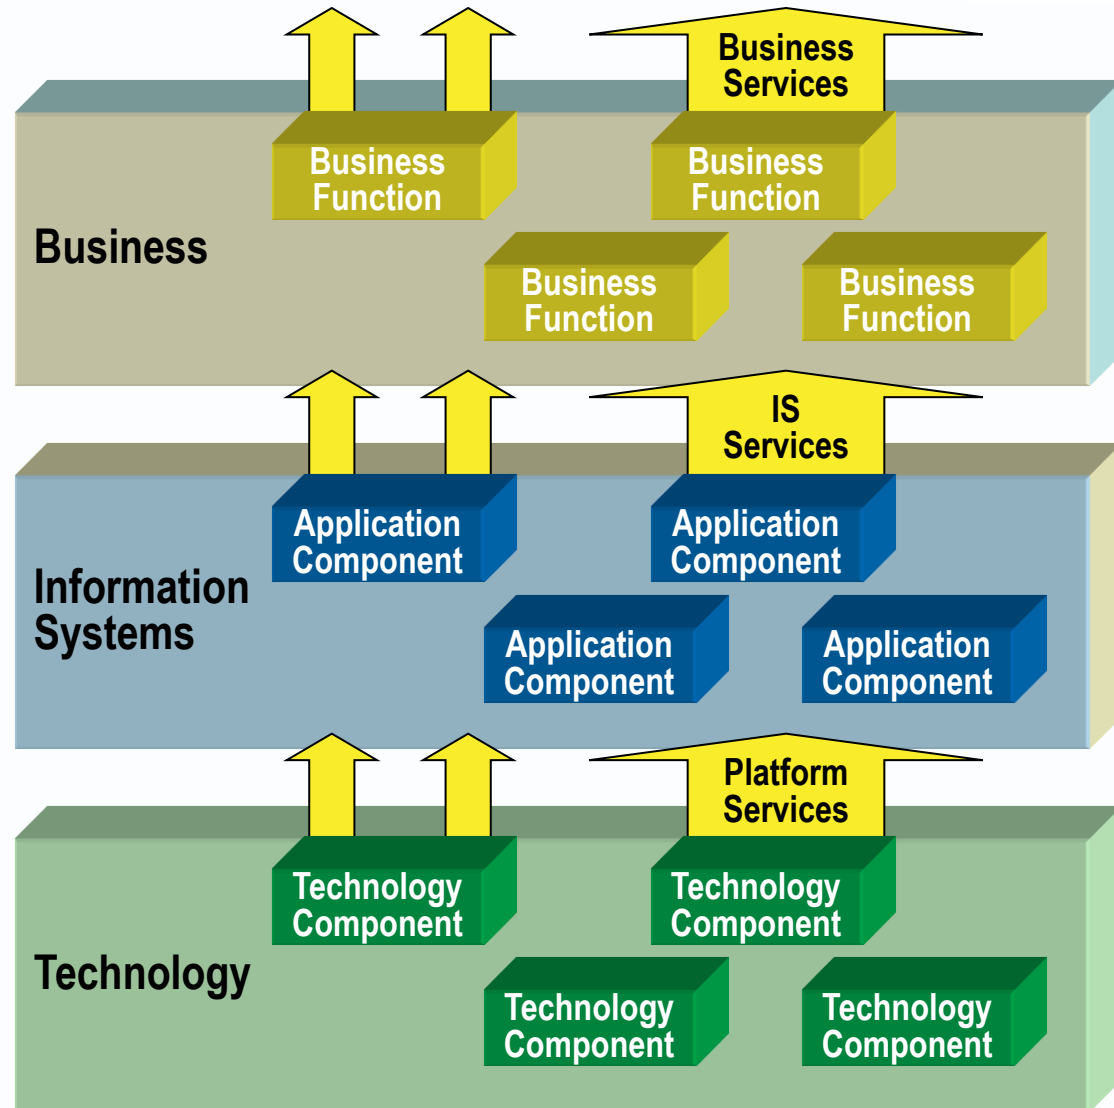 Business
Services
Business
Function
Business
Function
Business
Business
Function
Business
Function
IS
Services
Application
Component
Application
Component
Information
Systems
Application
Component
Application
Component
Platform
Services
Technology
Component
Technology
Component
Technology
Technology
Component
Technology
Component